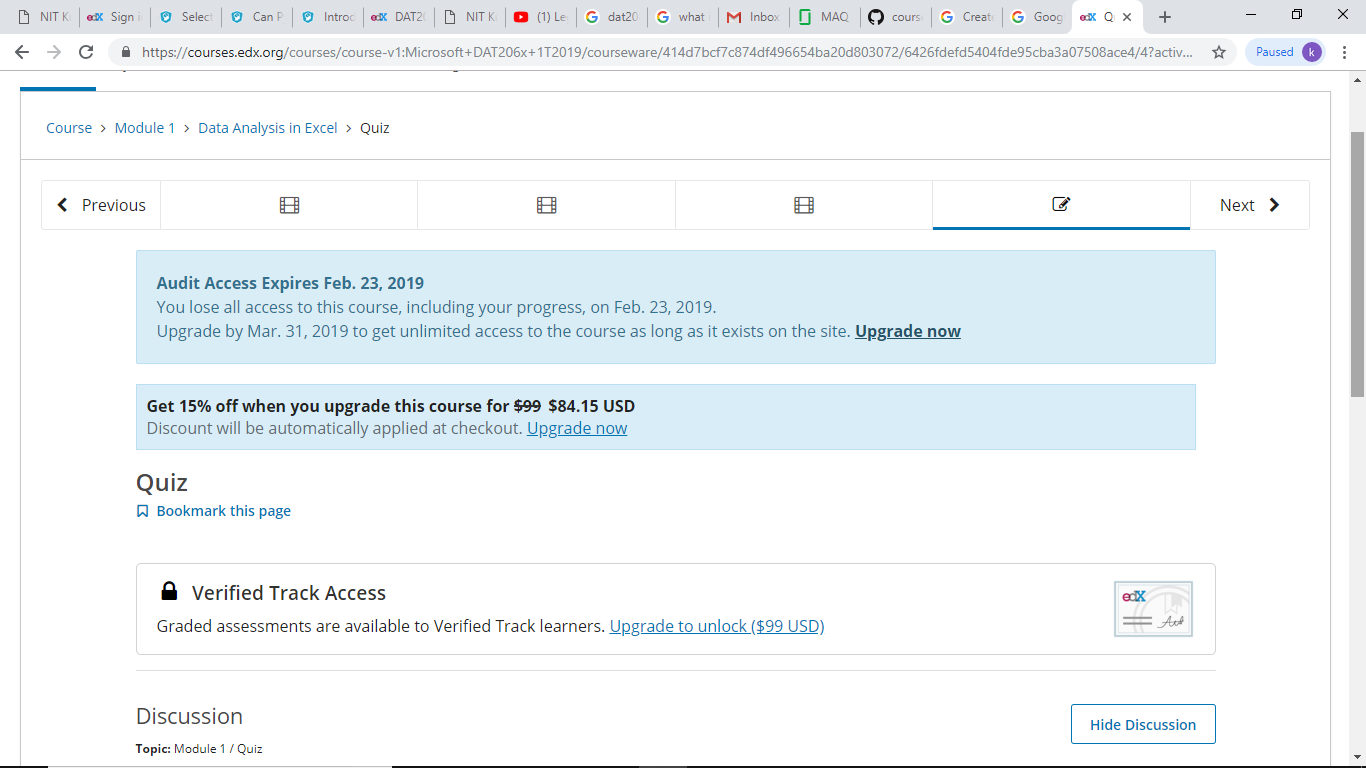 NIT K
edX Sign i
Select
Can P
Introd
edX DAT20
NIT K
(1) Le
dat20
what
Inbox
MAQ
cours
Create
Goog
edX Q
https://courses.edx.org/courses/course-v1:Microsoft+DAT206x+1T2019/courseware/414d7bcf7c874df496654ba20d803072/6426fdefd5404fde95cba3a07508ace4/4?activ...
Paused k
Course > Module 1 > Data Analysis in Excel > Quiz
Previous
Next
Audit Access Expires Feb. 23, 2019
You lose all access to this course, including your progress, on Feb. 23, 2019.
Upgrade by Mar. 31, 2019 to get unlimited access to the course as long as it exists on the site. Upgrade now
Get 15% off when you upgrade this course for $99 $84.15 USD
Discount will be automatically applied at checkout. Upgrade now
Quiz
Bookmark this page
Verified Track Access
edX
Graded assessments are available to Verified Track learners. Upgrade to unlock ($99 USD)
Discussion
Hide Discussion
Topic: Module 1 / Quiz